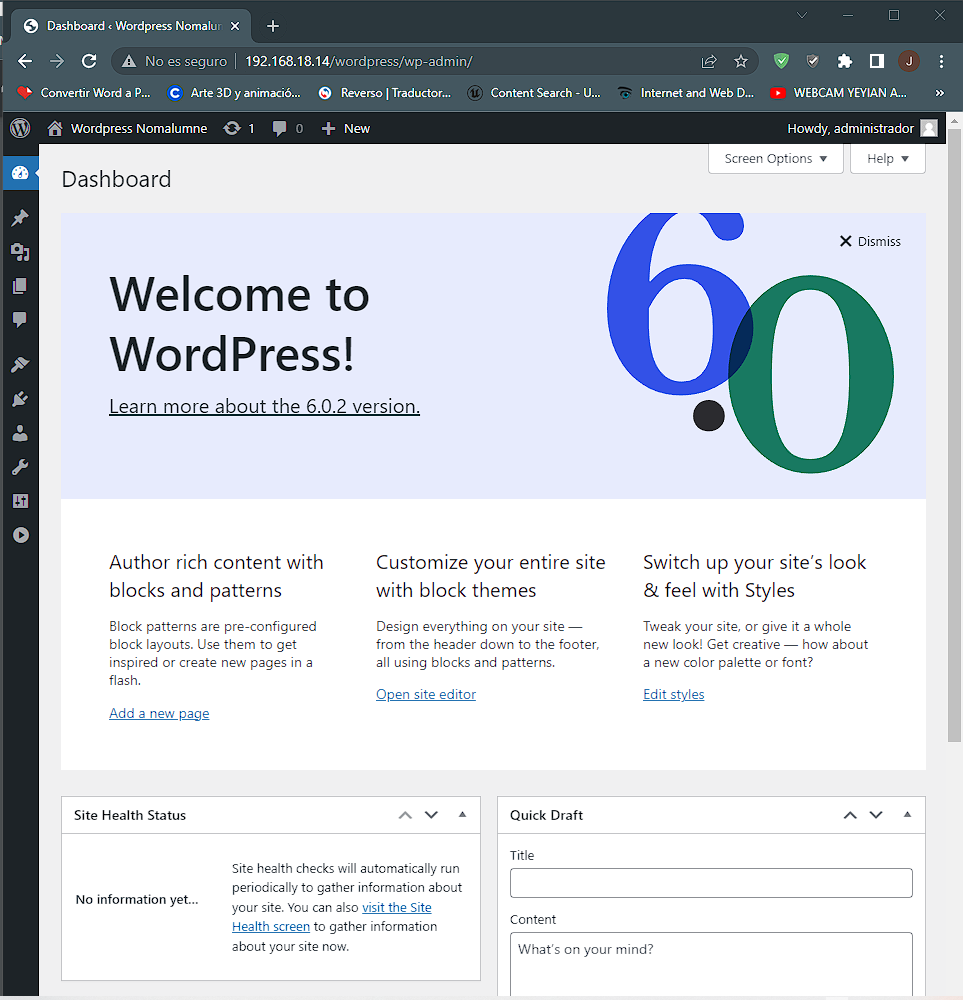 Dashboard ‹ Wordpress Nomalun
No es seguro
192.168.18.14/wordpress/wp-admin/
J
Convertir Word a P...
C
Arte 3D y animació...
Reverso | Traductor...
Content Search - U...
Internet and Web D...
WEBCAM YEYIAN A...
»
Wordpress Nomalumne
1
0
New
Howdy, administrador
Screen Options
Help
Dashboard
6.0
Dismiss
Welcome to
WordPress!
Learn more about the 6.0.2 version.
Author rich content with
blocks and patterns
Block patterns are pre-configured
block layouts. Use them to get
inspired or create new pages in a
flash.
Add a new page
Customize your entire site
with block themes
Design everything on your site —
from the header down to the footer,
all using blocks and patterns.
Open site editor
Switch up your site’s look
& feel with Styles
Tweak your site, or give it a whole
new look! Get creative — how about
a new color palette or font?
Edit styles
Site Health Status
No information yet...
Site health checks will automatically run
periodically to gather information about
your site. You can also visit the Site
Health screen to gather information
about your site now.
Quick Draft
Title
Content
What’s on your mind?